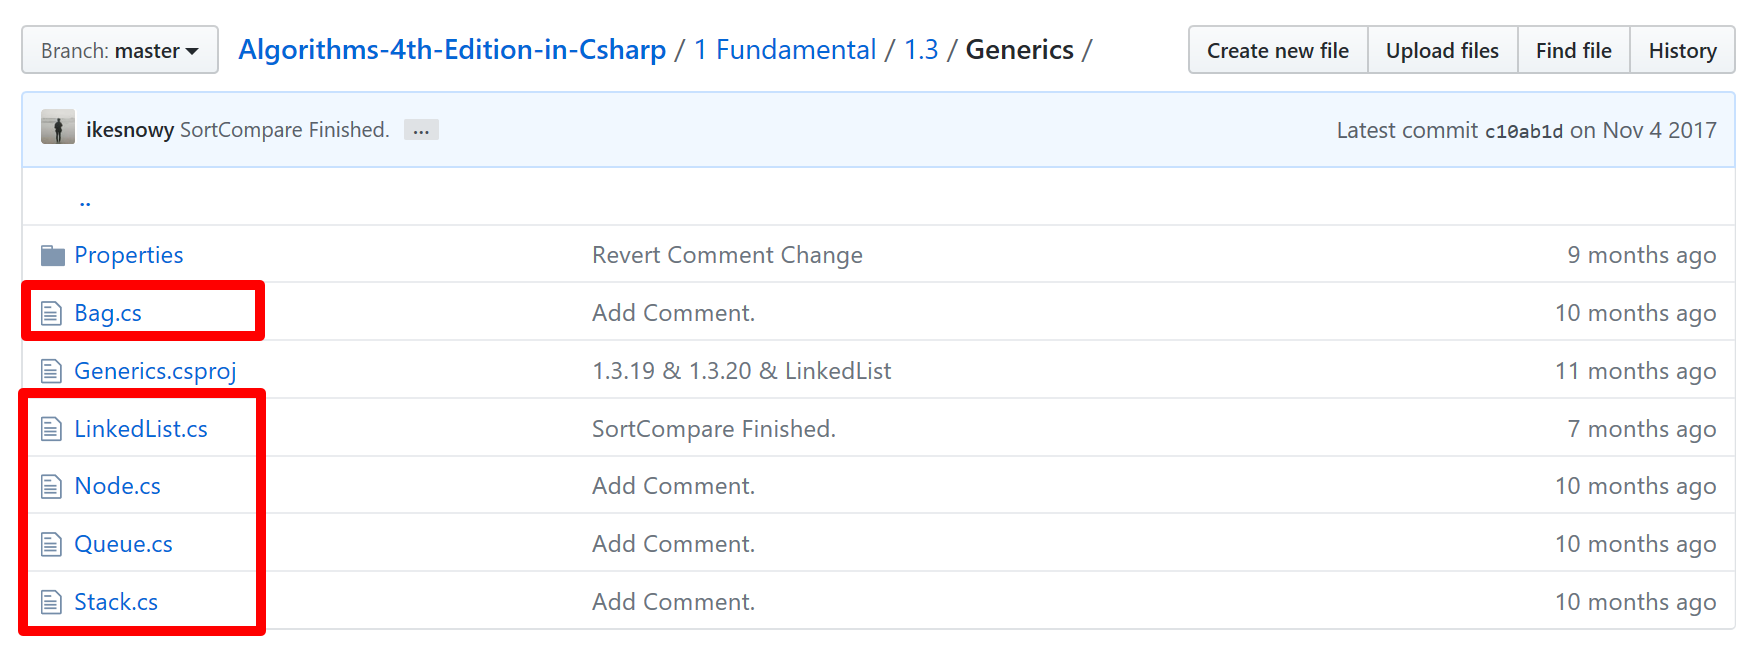 Branch: master Algorithms-4th-Edition-in-Csharp / 1 Fundamental / 1.3 / Generics / Create new file Upload files Find file History
ikesnowy SortCompare Finished. ... Latest commit c10ab1d on Nov 4 2017
..
Properties Revert Comment Change 9 months ago
Bag.cs Add Comment. 10 months ago
Generics.csproj 1.3.19 & 1.3.20 & LinkedList 11 months ago
LinkedList.cs SortCompare Finished. 7 months ago
Node.cs Add Comment. 10 months ago
Queue.cs Add Comment. 10 months ago
Stack.cs Add Comment. 10 months ago